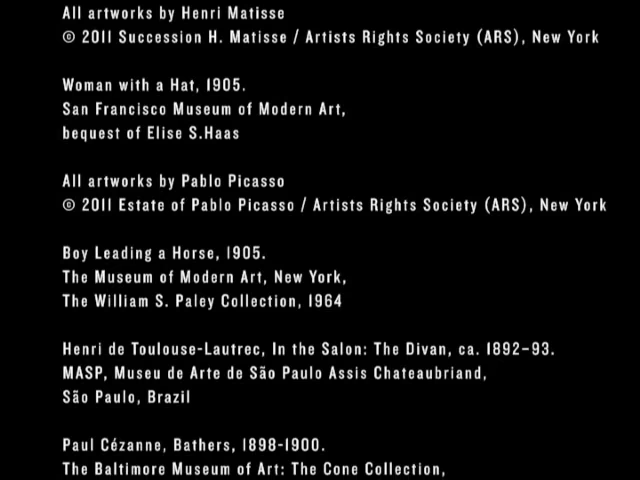 All artworks by Henri Matisse
© 2011 Succession H. Matisse / Artists Rights Society (ARS), New York
Woman with a Hat, 1905.
San Francisco Museum of Modern Art,
bequest of Elise S.Haas
All artworks by Pablo Picasso
© 2011 Estate of Pablo Picasso / Artists Rights Society (ARS), New York
Boy Leading a Horse, 1905.
The Museum of Modern Art, New York,
The William S. Paley Collection, 1964
Henri de Toulouse-Lautrec, In the Salon: The Divan, ca. 1892–93.
MASP, Museu de Arte de São Paulo Assis Chateaubriand,
São Paulo, Brazil
Paul Cézanne, Bathers, 1898-1900.
The Baltimore Museum of Art: The Cone Collection,